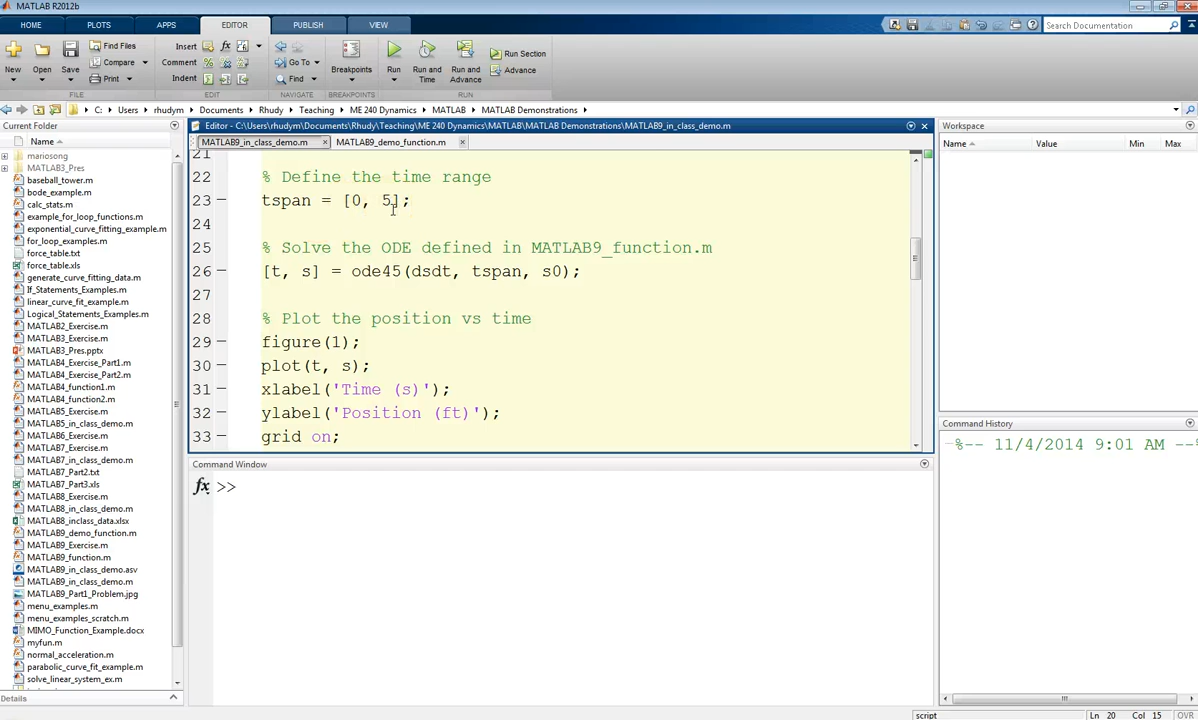 MATLAB R2012b
HOME PLOTS APPS EDITOR PUBLISH VIEW
Search Documentation
New Open Save Find Files Compare Print
Insert fx Comment % Indent
Go To Find
Breakpoints
Run Run and Time Run and Advance Run Section Advance
FILE EDIT NAVIGATE BREAKPOINTS RUN
C: Users rhudym Documents Rhudy Teaching ME 240 Dynamics MATLAB MATLAB Demonstrations
Current Folder
Name
mariosong
MATLAB3_Pres
baseball_tower.m
bode_example.m
calc_stats.m
example_for_loop_functions.m
exponential_curve_fitting_example.m
for_loop_examples.m
force_table.txt
force_table.xls
generate_curve_fitting_data.m
If_Statements_Examples.m
linear_curve_fit_example.m
Logical_Statements_Examples.m
MATLAB2_Exercise.m
MATLAB3_Exercise.m
MATLAB3_Pres.pptx
MATLAB4_Exercise_Part1.m
MATLAB4_Exercise_Part2.m
MATLAB4_function1.m
MATLAB4_function2.m
MATLAB5_Exercise.m
MATLAB5_in_class_demo.m
MATLAB6_Exercise.m
MATLAB7_Exercise.m
MATLAB7_in_class_demo.m
MATLAB7_Part2.txt
MATLAB7_Part3.xls
MATLAB8_Exercise.m
MATLAB8_in_class_demo.m
MATLAB8_inclass_data.xlsx
MATLAB9_demo_function.m
MATLAB9_Exercise.m
MATLAB9_function.m
MATLAB9_in_class_demo.asv
MATLAB9_in_class_demo.m
MATLAB9_Part1_Problem.jpg
menu_examples.m
menu_examples_scratch.m
MIMO_Function_Example.docx
myfun.m
normal_acceleration.m
parabolic_curve_fit_example.m
solve_linear_system_ex.m
Details
Editor - C:\Users\rhudym\Documents\Rhudy\Teaching\ME 240 Dynamics\MATLAB\MATLAB Demonstrations\MATLAB9_in_class_demo.m
MATLAB9_in_class_demo.m × MATLAB9_demo_function.m ×
21
22 % Define the time range
23 – tspan = [0, 5];
24
25 % Solve the ODE defined in MATLAB9_function.m
26 – [t, s] = ode45(dsdt, tspan, s0);
27
28 % Plot the position vs time
29 – figure(1);
30 – plot(t, s);
31 – xlabel('Time (s)');
32 – ylabel('Position (ft)');
33 – grid on;
Command Window
fx >>
Workspace
Name Value Min Max
Command History
%-- 11/4/2014 9:01 AM --%
script Ln 20 Col 15 OVR